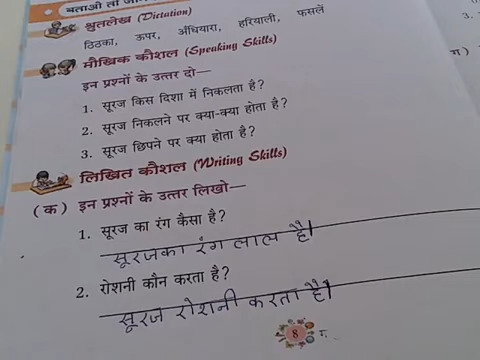 बताओ तो जानें
श्रुतलेख (Dictation)
ठिठका, ऊपर, अँधियारा, हरियाली, फसलें
मौखिक कौशल (Speaking Skills)
इन प्रश्नों के उत्तर दो—
1. सूरज किस दिशा में निकलता है?
2. सूरज निकलने पर क्या-क्या होता है?
3. सूरज छिपने पर क्या होता है?
लिखित कौशल (Writing Skills)
(क) इन प्रश्नों के उत्तर लिखो—
1. सूरज का रंग कैसा है?
सूरजका रंग लाल है।
2. रोशनी कौन करता है?
सूरज रोशनी करता है।
8
3.
ग)